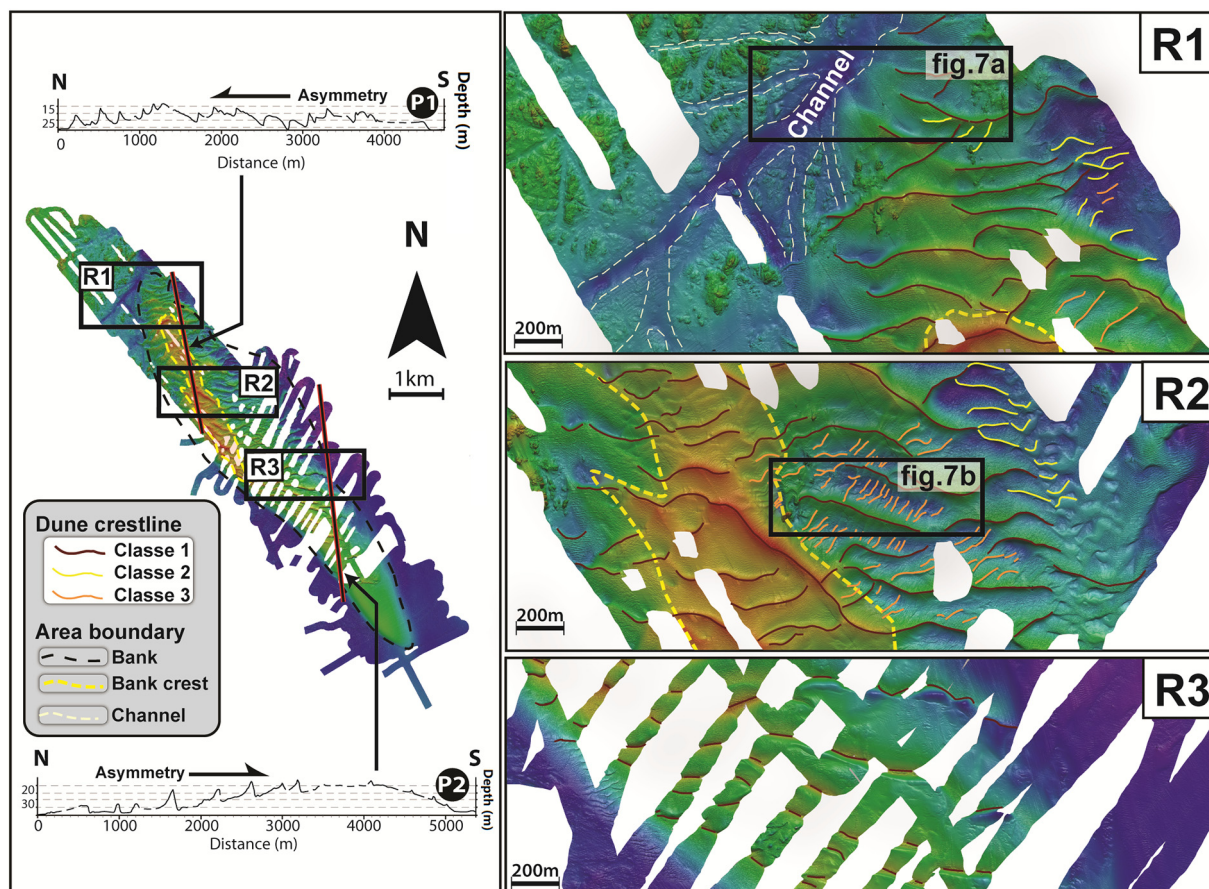 N
Asymmetry
S
P1
Depth (m)
15
25
0
1000
2000
3000
4000
Distance (m)
N
1km
R1
R2
R3
Dune crestline
Classe 1
Classe 2
Classe 3
Area boundary
Bank
Bank crest
Channel
N
Asymmetry
S
P2
Depth (m)
20
30
0
1000
2000
3000
4000
5000
Distance (m)
R1
fig.7a
Channel
200m
R2
fig.7b
200m
R3
200m